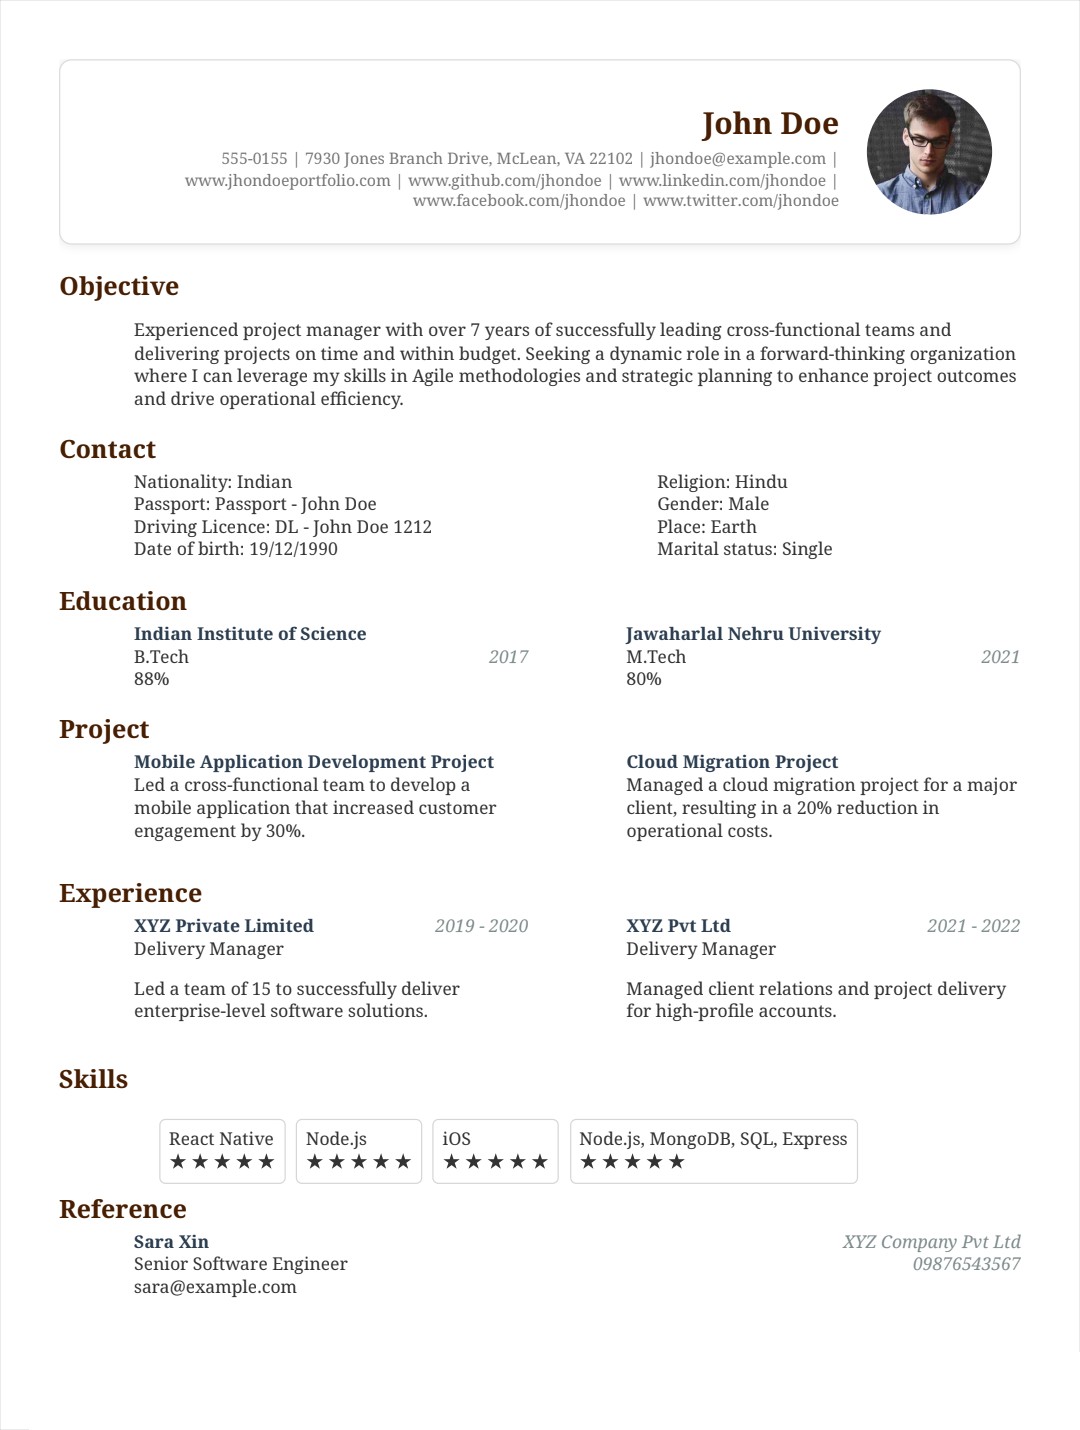 John Doe
555-0155 | 7930 Jones Branch Drive, McLean, VA 22102 | jhondoe@example.com |
www.jhondoeportfolio.com | www.github.com/jhondoe | www.linkedin.com/jhondoe |
www.facebook.com/jhondoe | www.twitter.com/jhondoe
Objective
Experienced project manager with over 7 years of successfully leading cross-functional teams and
delivering projects on time and within budget. Seeking a dynamic role in a forward-thinking organization
where I can leverage my skills in Agile methodologies and strategic planning to enhance project outcomes
and drive operational efficiency.
Contact
Nationality: Indian
Passport: Passport - John Doe
Driving Licence: DL - John Doe 1212
Date of birth: 19/12/1990
Religion: Hindu
Gender: Male
Place: Earth
Marital status: Single
Education
Indian Institute of Science
B.Tech 2017
88%
Jawaharlal Nehru University
M.Tech 2021
80%
Project
Mobile Application Development Project
Led a cross-functional team to develop a
mobile application that increased customer
engagement by 30%.
Cloud Migration Project
Managed a cloud migration project for a major
client, resulting in a 20% reduction in
operational costs.
Experience
XYZ Private Limited 2019 - 2020
Delivery Manager
Led a team of 15 to successfully deliver
enterprise-level software solutions.
XYZ Pvt Ltd 2021 - 2022
Delivery Manager
Managed client relations and project delivery
for high-profile accounts.
Skills
React Native
★ ★ ★ ★ ★
Node.js
★ ★ ★ ★ ★
iOS
★ ★ ★ ★ ★
Node.js, MongoDB, SQL, Express
★ ★ ★ ★ ★
Reference
Sara Xin XYZ Company Pvt Ltd
Senior Software Engineer 09876543567
sara@example.com